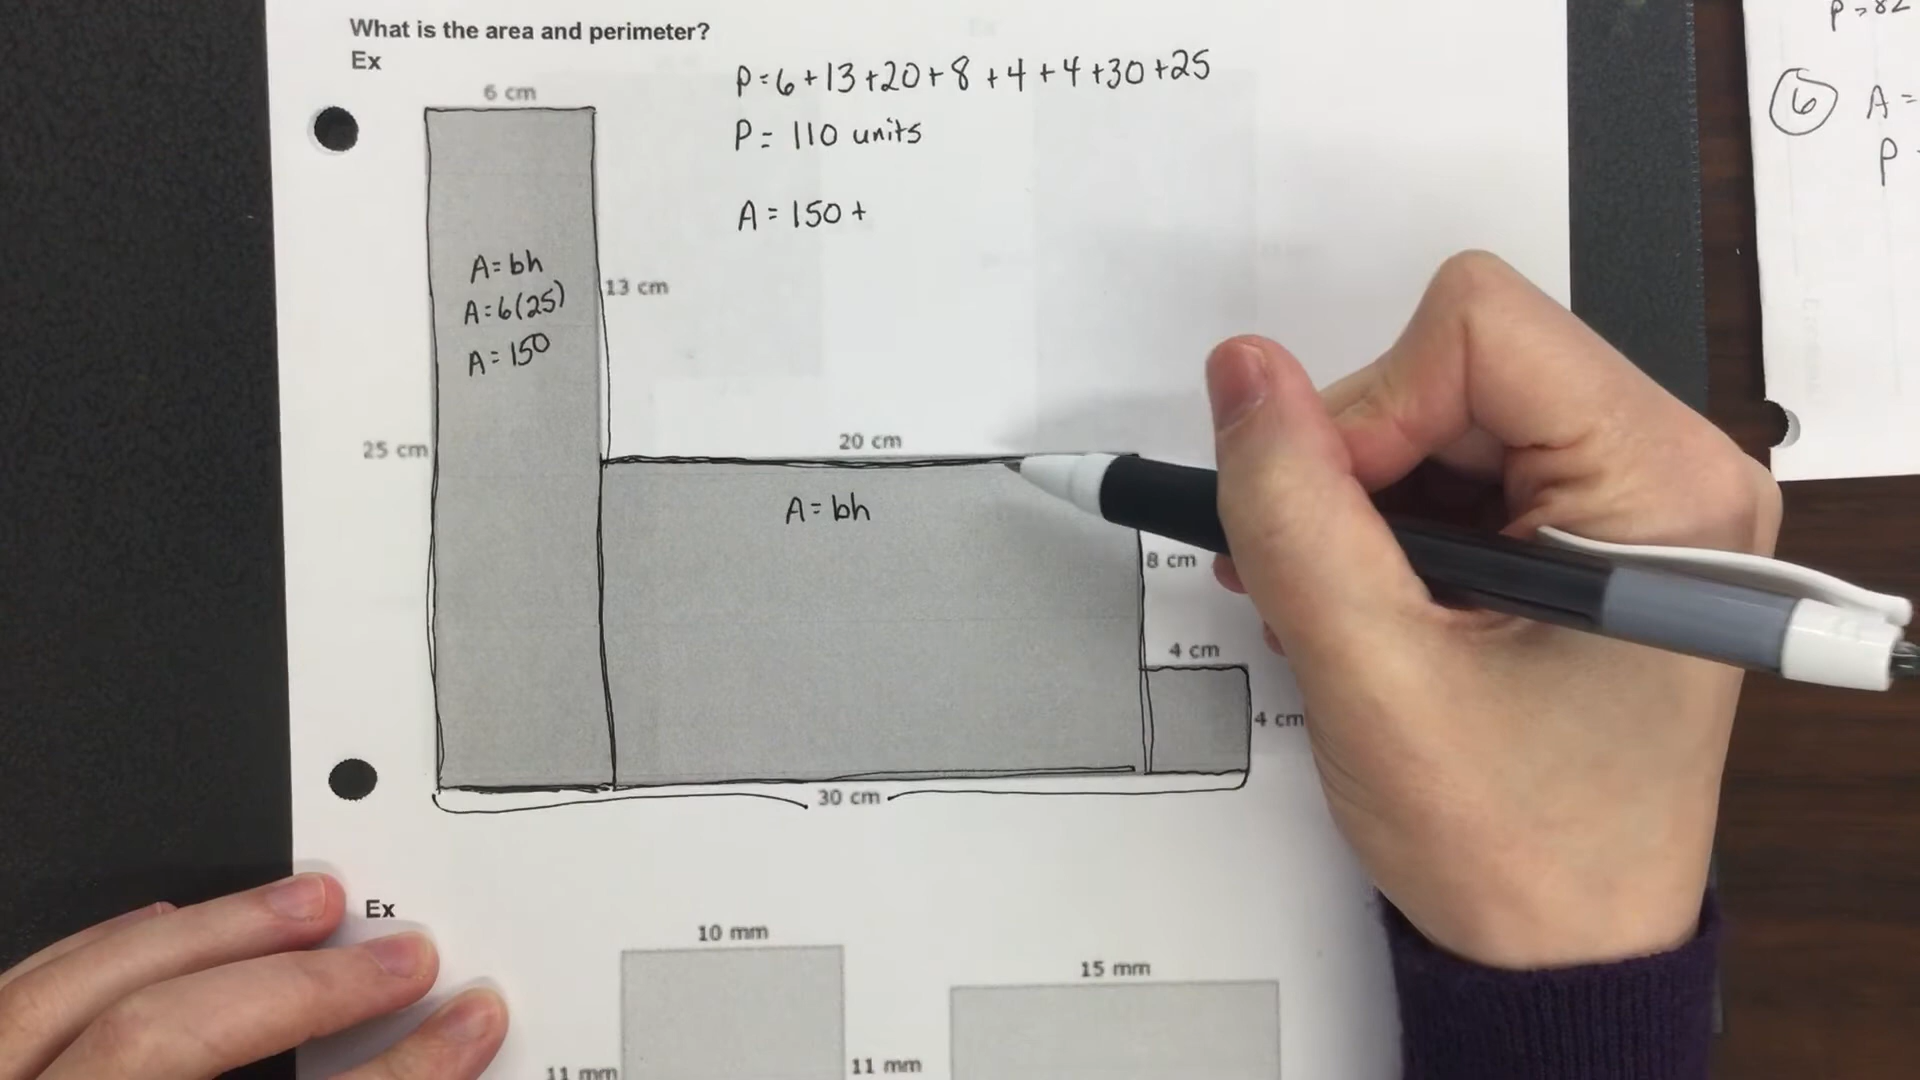 What is the area and perimeter?
Ex
6 cm
P=6+13+20+8+4+4+30+25
P= 110 units
A=150+
A=bh
A=6(25)
A=150
13 cm
25 cm
20 cm
A=bh
8 cm
4 cm
4 cm
30 cm
Ex
10 mm
15 mm
11 mm
11 mm
6
A=
P